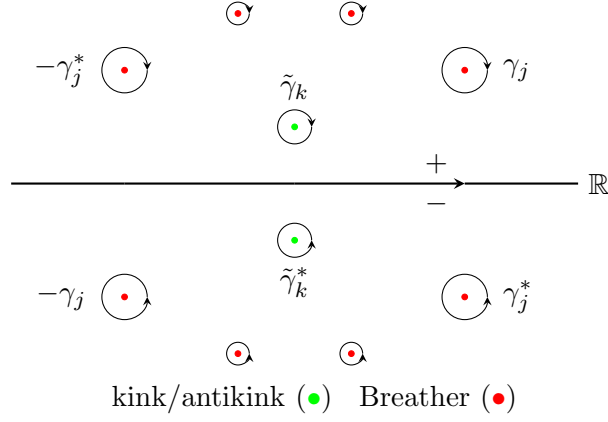 −γ_j^* γ_j
γ̃_k
+
− ℝ
γ̃_k^*
−γ_j γ_j^*
kink/antikink (●) Breather (●)